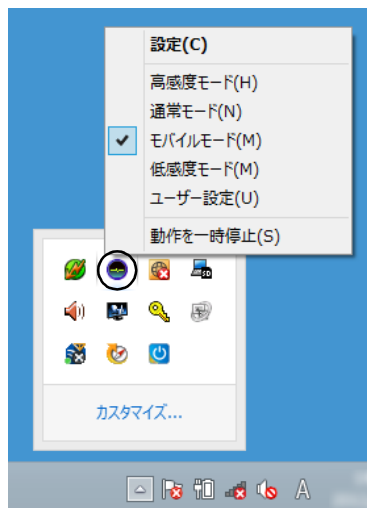 設定(C)
高感度モード(H)
通常モード(N)
モバイルモード(M)
低感度モード(M)
ユーザー設定(U)
動作を一時停止(S)
SD
カスタマイズ...
A